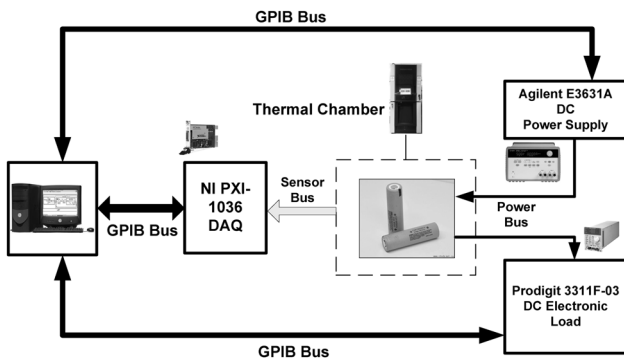 GPIB Bus
Agilent E3631A
DC
Power Supply
Thermal Chamber
NI PXI-
1036
DAQ
Sensor
Bus
GPIB Bus
Power
Bus
Prodigit 3311F-03
DC Electronic
Load
GPIB Bus